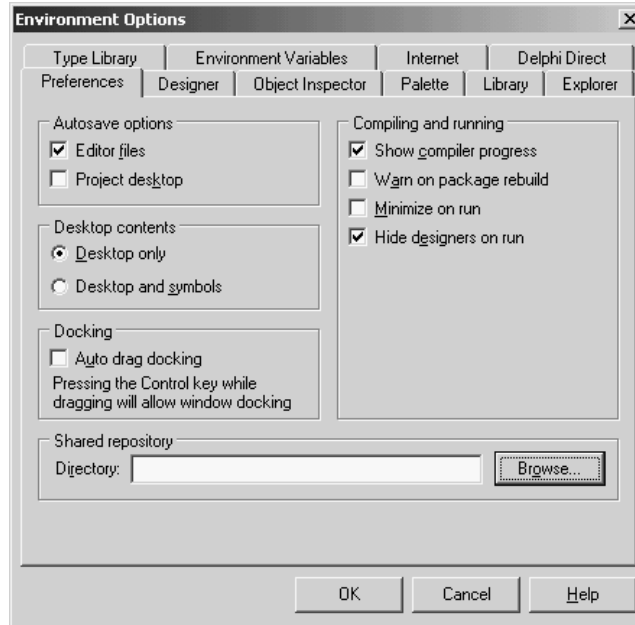 Environment Options
Type Library
Environment Variables
Internet
Delphi Direct
Preferences
Designer
Object Inspector
Palette
Library
Explorer
Autosave options
Editor files
Project desktop
Desktop contents
Desktop only
Desktop and symbols
Docking
Auto drag docking
Pressing the Control key while
dragging will allow window docking
Compiling and running
Show compiler progress
Warn on package rebuild
Minimize on run
Hide designers on run
Shared repository
Directory:
Browse...
OK
Cancel
Help